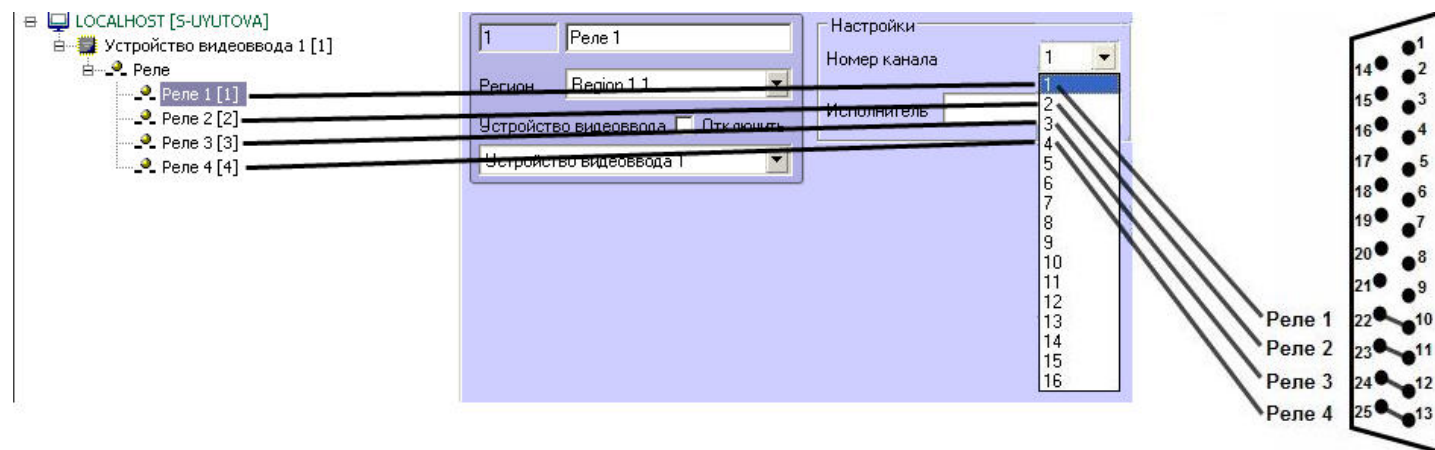 LOCALHOST [S-UYUTOVA]
Устройство видеоввода 1 [1]
Реле
Реле 1 [1]
Реле 2 [2]
Реле 3 [3]
Реле 4 [4]
1
Реле 1
Регион
Region 1.1
Устройство видеоввода
Отключить
Устройство видеоввода 1
Настройки
Номер канала
1
Исполнитель
1
2
3
4
5
6
7
8
9
10
11
12
13
14
15
16
Реле 1
Реле 2
Реле 3
Реле 4
1
14
2
15
3
16
4
17
5
18
6
19
7
20
8
21
9
22
10
23
11
24
12
25
13